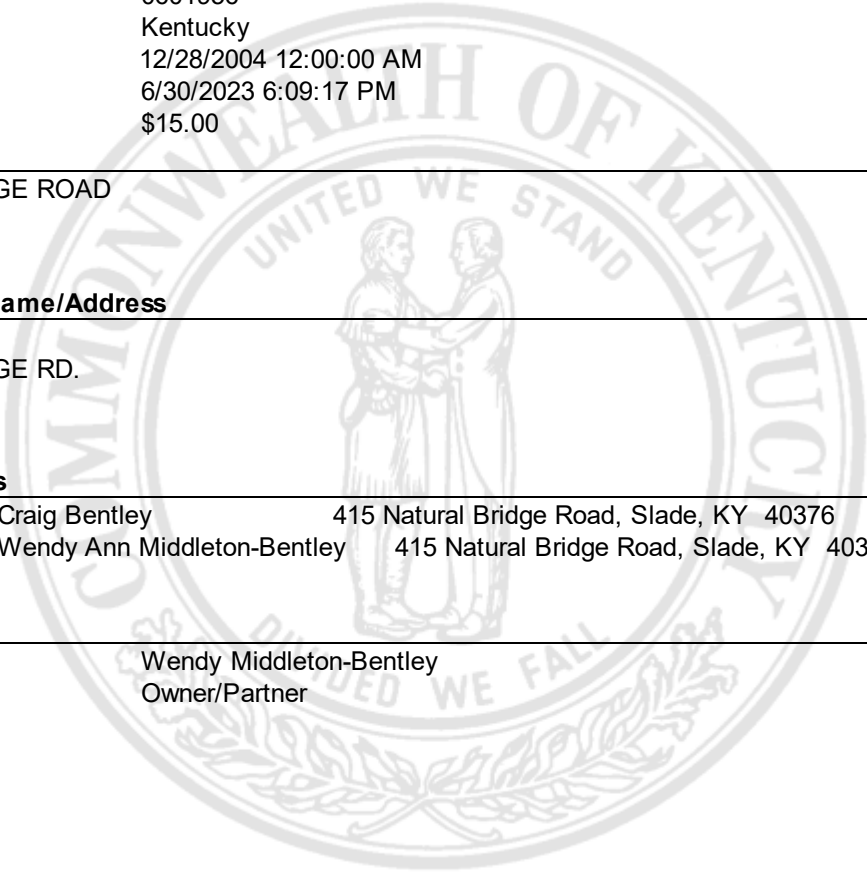 Kentucky
12/28/2004 12:00:00 AM
6/30/2023 6:09:17 PM
$15.00
GE ROAD
ame/Address
GE RD.
s
Craig Bentley 415 Natural Bridge Road, Slade, KY 40376
Wendy Ann Middleton-Bentley 415 Natural Bridge Road, Slade, KY 403
Wendy Middleton-Bentley
Owner/Partner
COMMONWEALTH OF KENTUCKY
UNITED WE STAND
DIVIDED WE FALL